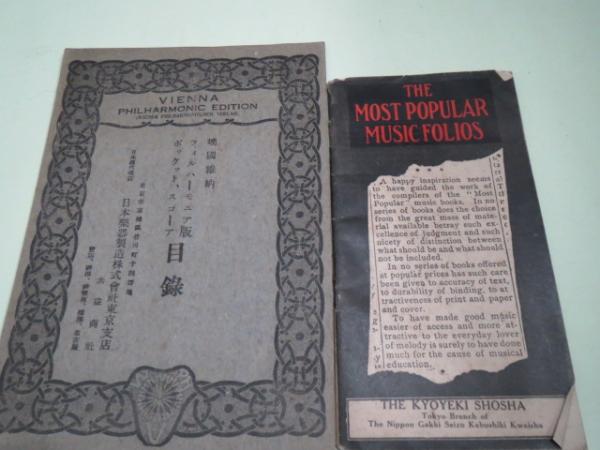 VIENNA
PHILHARMONIC EDITION
(WIENER PHILHARMONISCHER VERLAG)
墺國維納
フィルハーモニア版
ポッケット、スコーア
目錄
日本樂器製造株式會社東京支店
共益商社
THE
MOST POPULAR
MUSIC FOLIOS
A happy inspiration seems
to have guided the work of
the compilers of the "Most
Popular" music books. In no
series of books does the choice
from the great mass of mate-
rial available betray such ex-
cellence of judgment and such
nicety of distinction between
what should be and what should
not be included.
In no series of books offered
at popular prices has such care
been given to accuracy of text,
to durability of binding, to at-
tractiveness of print and paper
and cover.
To have made good music
easier of access and more at-
tractive to the everyday lover
of melody is surely to have done
much for the cause of musical
education.
THE KYOYEKI SHOSHA
Tokyo Branch of
The Nippon Gakki Seizo Kabushiki Kwaisha